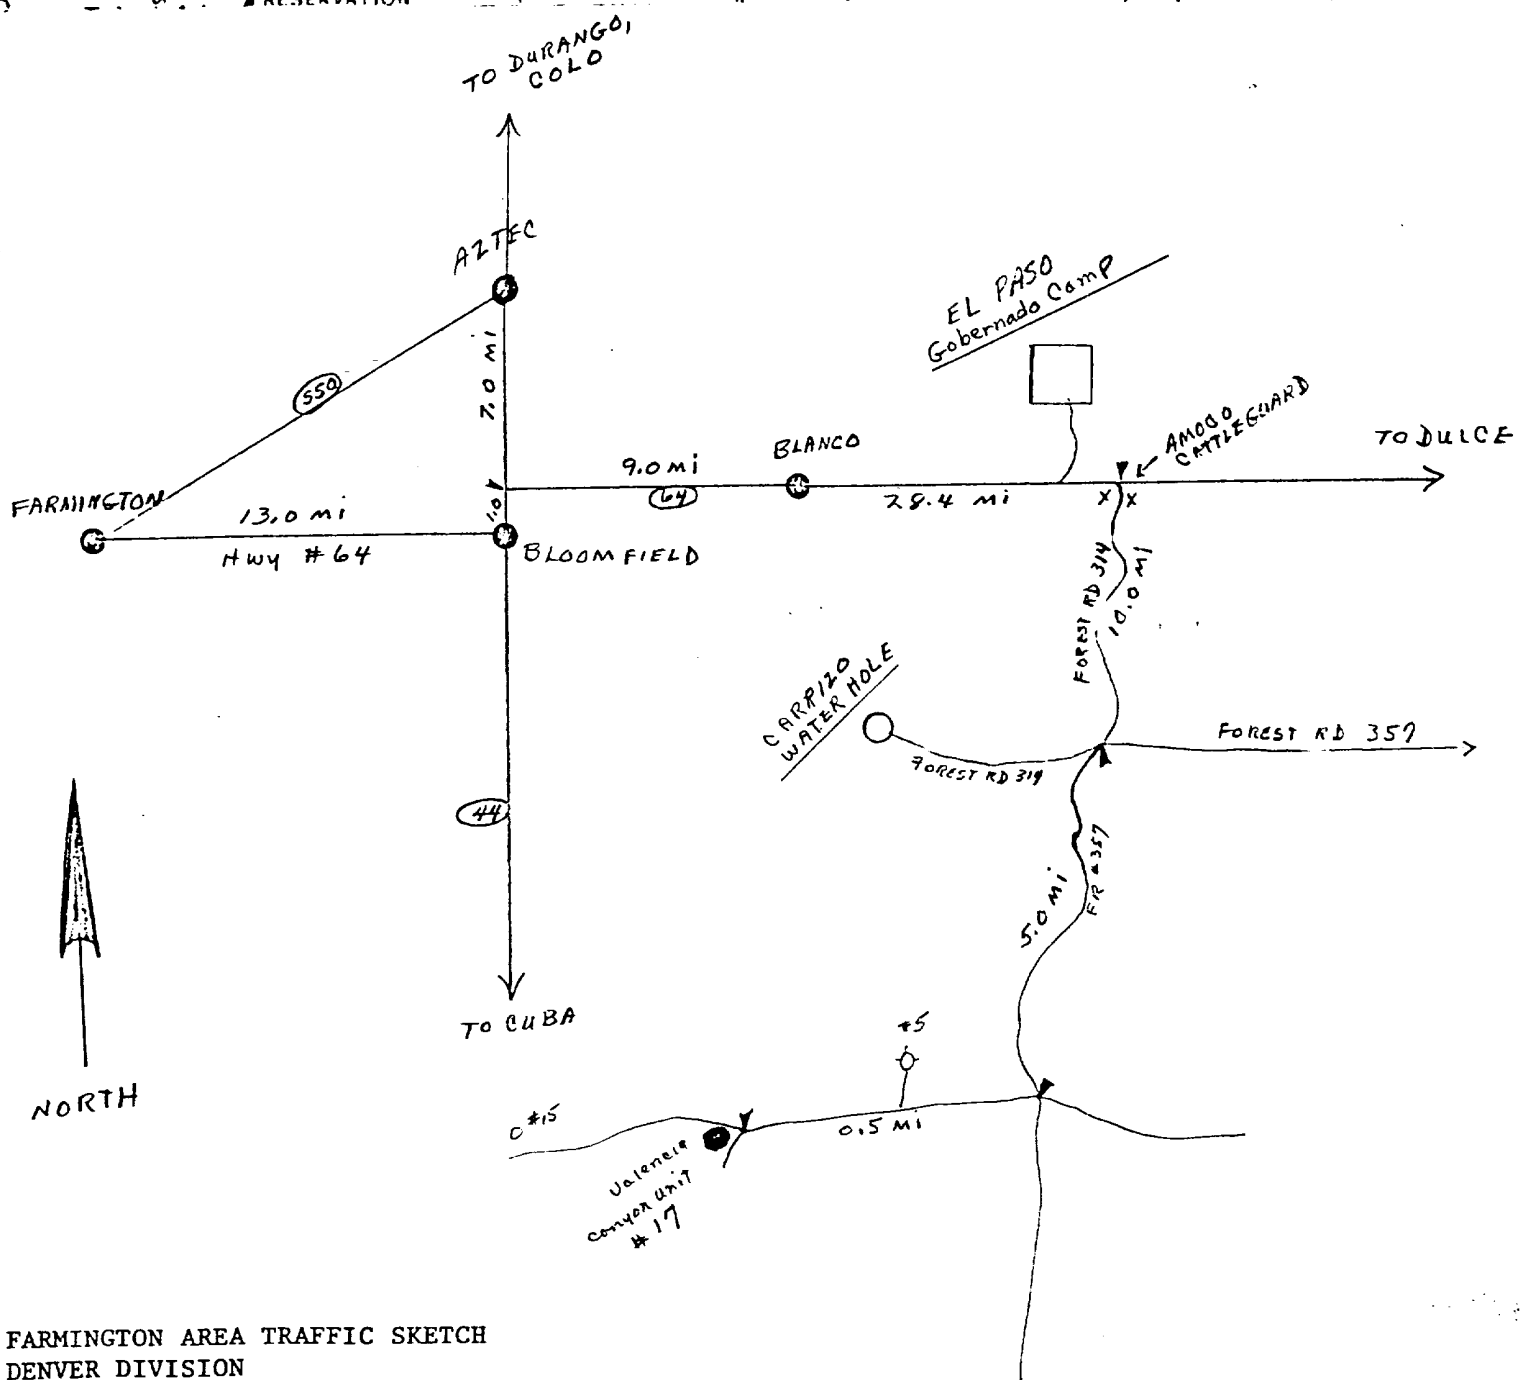 RESERVATION
TO DURANGO,
COLO
AZTEC
EL PASO
Gobernado Camp
550
7.0 mi
AMOCO
CATTLEGUARD
TO DULCE
BLANCO
9.0 mi
64
28.4 mi
X X
FARMINGTON
13.0 mi
1.0
HWY #64
BLOOMFIELD
FOREST RD 314
10.0 MI
CARRIZO
WATER HOLE
FOREST RD 357
FOREST RD 314
44
FR #357
5.0 Mi
TO CUBA
#5
NORTH
#15
0.5 Mi
Valencia
canyon unit
#17
FARMINGTON AREA TRAFFIC SKETCH
DENVER DIVISION